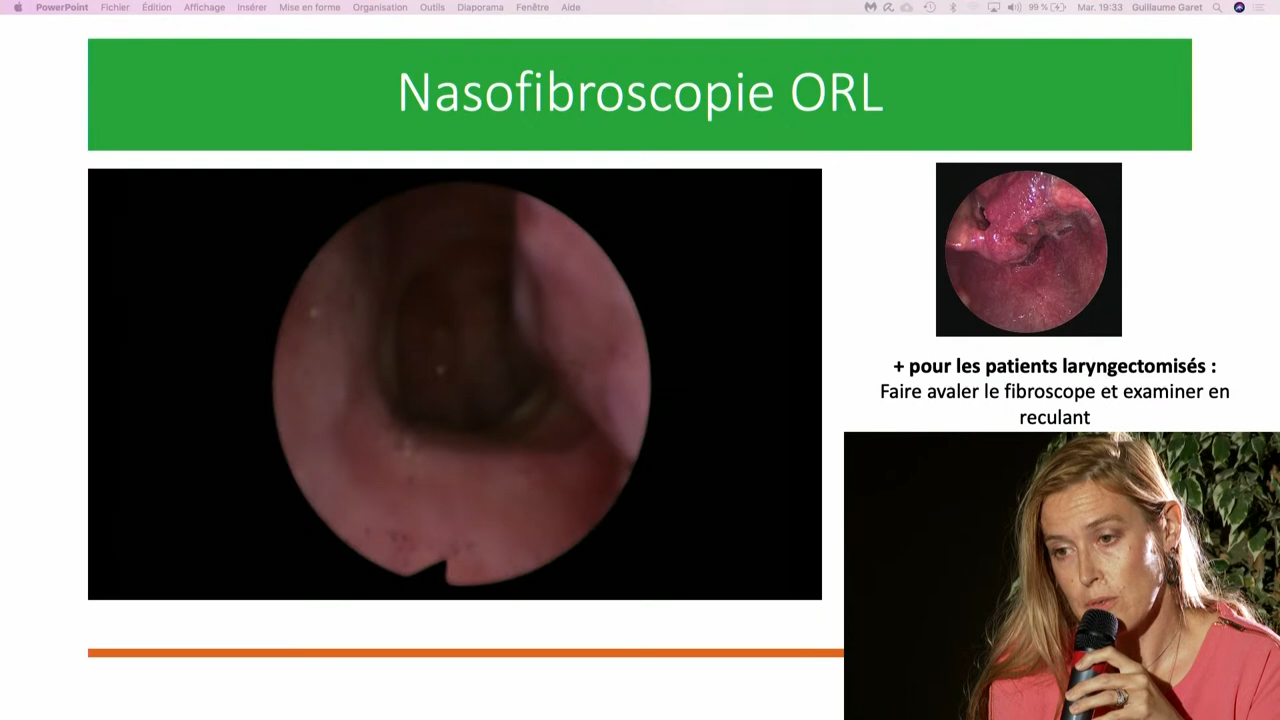 PowerPoint Fichier Édition Affichage Insérer Mise en forme Organisation Outils Diaporama Fenêtre Aide 99 % Mar. 19:33 Guillaume Garet
Nasofibroscopie ORL
+ pour les patients laryngectomisés :
Faire avaler le fibroscope et examiner en
reculant